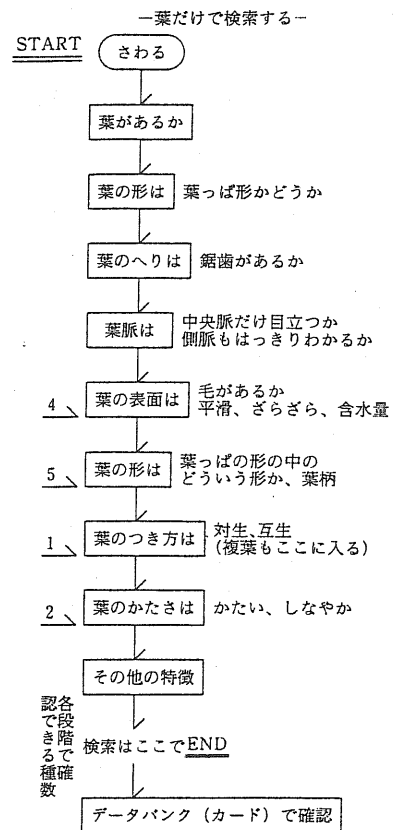 －葉だけで検索する－
START
さわる
葉があるか
葉の形は 葉っぱ形かどうか
葉のへりは 鋸歯があるか
葉脈は 中央脈だけ目立つか
側脈もはっきりわかるか
4 葉の表面は 毛があるか
平滑、ざらざら、含水量
5 葉の形は 葉っぱの形の中の
どういう形か、葉柄
1 葉のつき方は 対生、互生
(複葉もここに入る)
2 葉のかたさは かたい、しなやか
その他の特徴
各段階で確
認できる種数
検索はここでEND
データバンク（カード）で確認